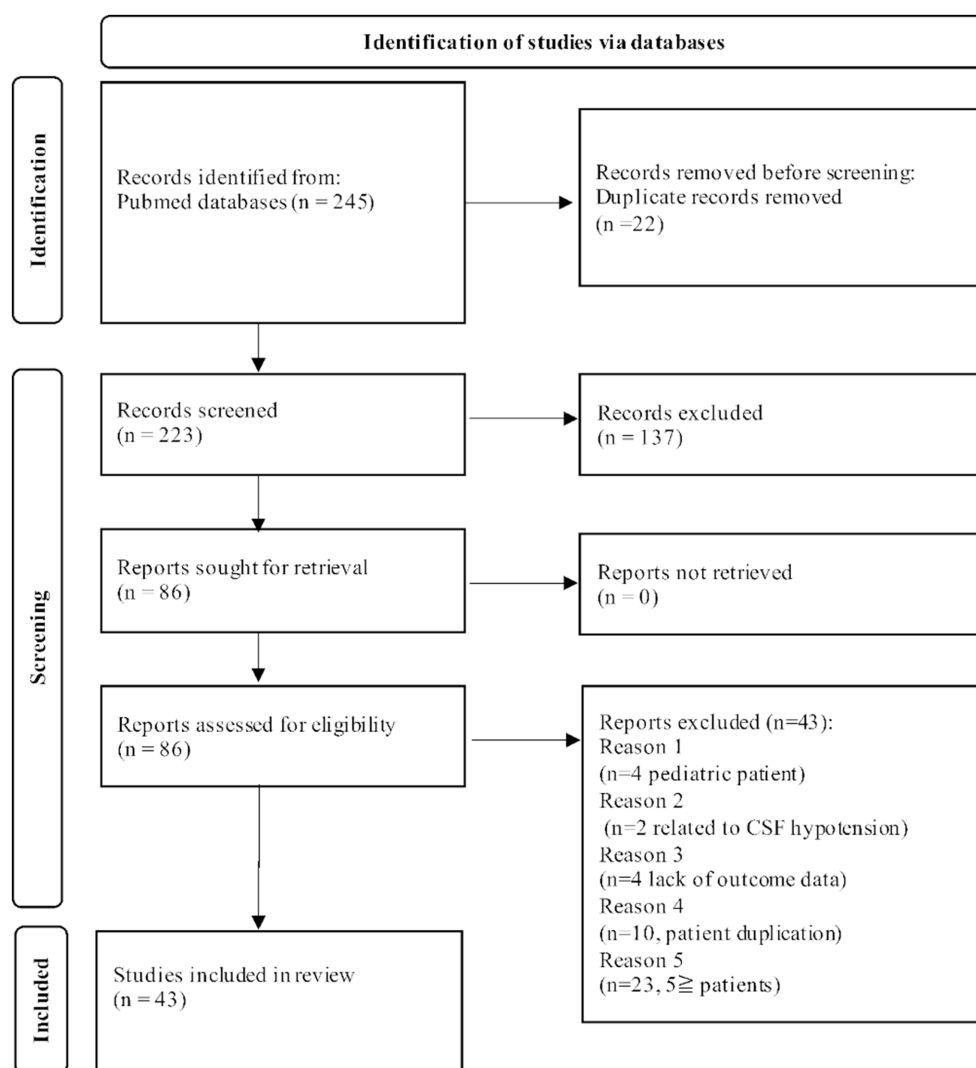 Identification of studies via databases
Identification
Records identified from:
Pubmed databases (n = 245)
Records removed before screening:
Duplicate records removed
(n =22)
Screening
Records screened
(n = 223)
Records excluded
(n = 137)
Reports sought for retrieval
(n = 86)
Reports not retrieved
(n = 0)
Reports assessed for eligibility
(n = 86)
Reports excluded (n=43):
Reason 1
(n=4 pediatric patient)
Reason 2
(n=2 related to CSF hypotension)
Reason 3
(n=4 lack of outcome data)
Reason 4
(n=10, patient duplication)
Reason 5
(n=23, 5≧ patients)
Included
Studies included in review
(n = 43)